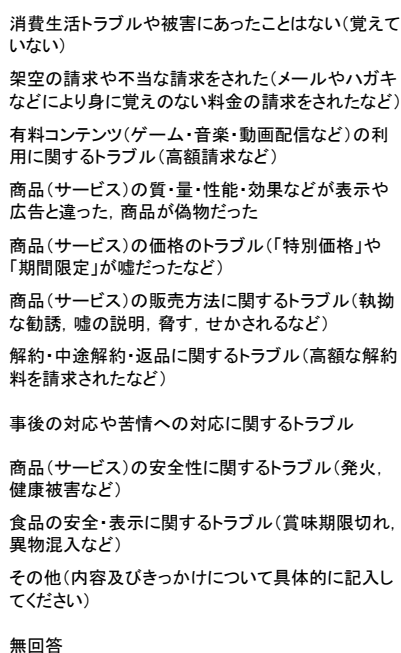 消費生活トラブルや被害にあったことはない(覚えて
いない)
架空の請求や不当な請求をされた(メールやハガキ
などにより身に覚えのない料金の請求をされたなど)
有料コンテンツ(ゲーム・音楽・動画配信など)の利
用に関するトラブル(高額請求など)
商品(サービス)の質・量・性能・効果などが表示や
広告と違った, 商品が偽物だった
商品(サービス)の価格のトラブル(「特別価格」や
「期間限定」が嘘だったなど)
商品(サービス)の販売方法に関するトラブル(執拗
な勧誘, 嘘の説明, 脅す, せかされるなど)
解約・中途解約・返品に関するトラブル(高額な解約
料を請求されたなど)
事後の対応や苦情への対応に関するトラブル
商品(サービス)の安全性に関するトラブル(発火,
健康被害など)
食品の安全・表示に関するトラブル(賞味期限切れ,
異物混入など)
その他(内容及びきっかけについて具体的に記入し
てください)
無回答